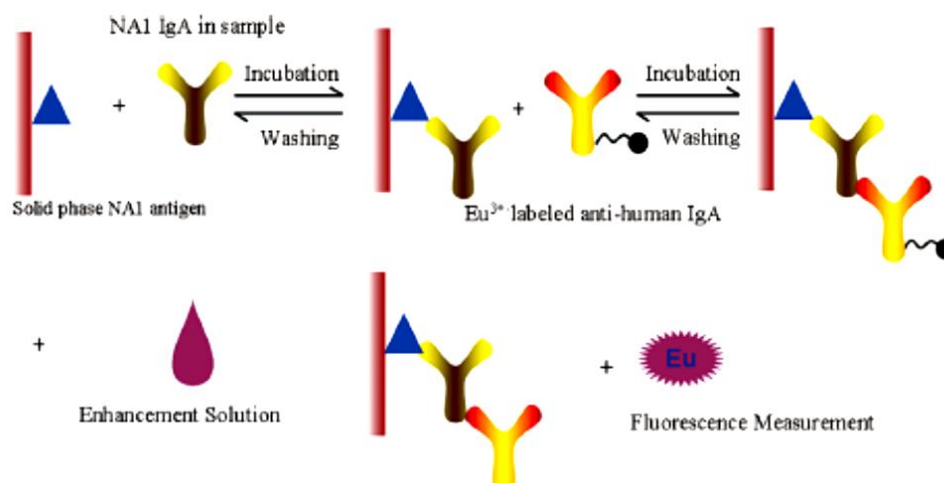 NA1 IgA in sample
Incubation
Washing
Incubation
Washing
Solid phase NA1 antigen
Eu³⁺ labeled anti-human IgA
Eu
Enhancement Solution
Fluorescence Measurement